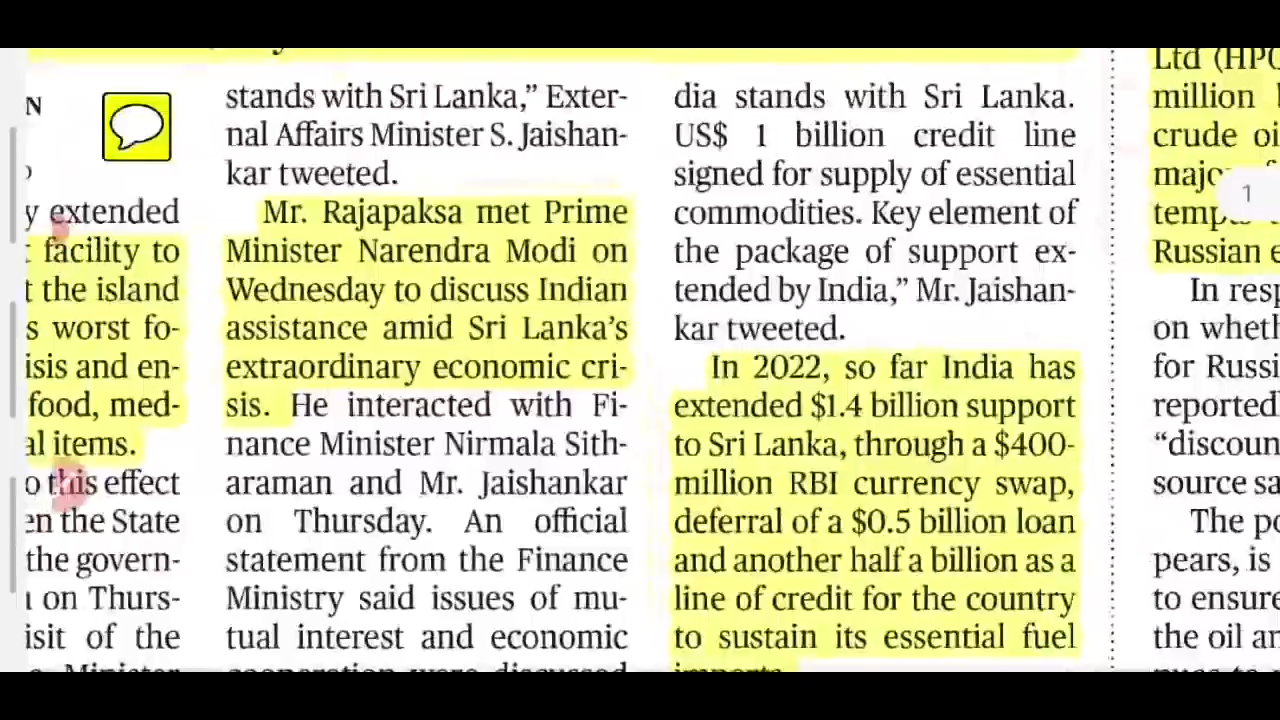 N
y extended
facility to
t the island
s worst fo-
isis and en-
food, med-
al items.
o this effect
en the State
the govern-
on Thurs-
isit of the
stands with Sri Lanka,” Exter-
nal Affairs Minister S. Jaishan-
kar tweeted.
Mr. Rajapaksa met Prime
Minister Narendra Modi on
Wednesday to discuss Indian
assistance amid Sri Lanka’s
extraordinary economic cri-
sis. He interacted with Fi-
nance Minister Nirmala Sith-
araman and Mr. Jaishankar
on Thursday. An official
statement from the Finance
Ministry said issues of mu-
tual interest and economic
cooperation were discussed
dia stands with Sri Lanka.
US$ 1 billion credit line
signed for supply of essential
commodities. Key element of
the package of support ex-
tended by India,” Mr. Jaishan-
kar tweeted.
In 2022, so far India has
extended $1.4 billion support
to Sri Lanka, through a $400-
million RBI currency swap,
deferral of a $0.5 billion loan
and another half a billion as a
line of credit for the country
to sustain its essential fuel
imports.
Ltd (HPC
million
crude oi
majo
temp
Russian e
In resp
on wheth
for Russi
reported
“discoun
source sa
The po
pears, is
to ensure
the oil an
1